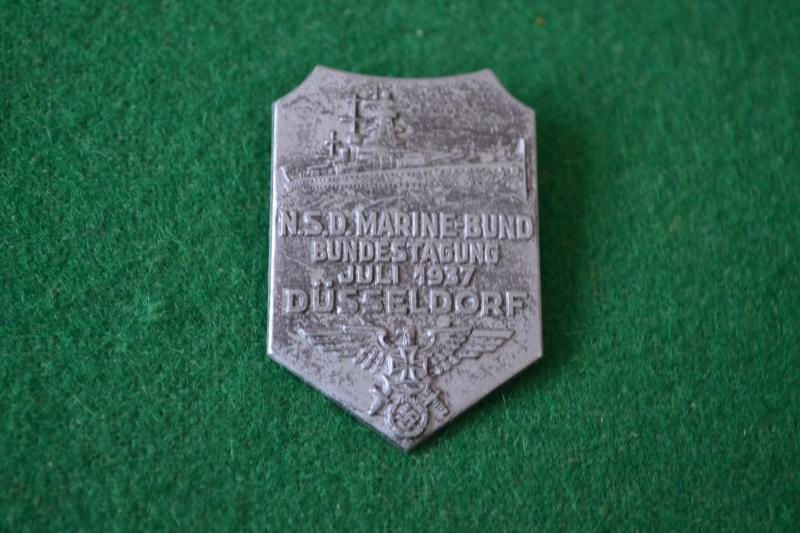 N.S.D. MARINE-BUND
BUNDESTAGUNG
JULI 1937
DÜSSELDORF